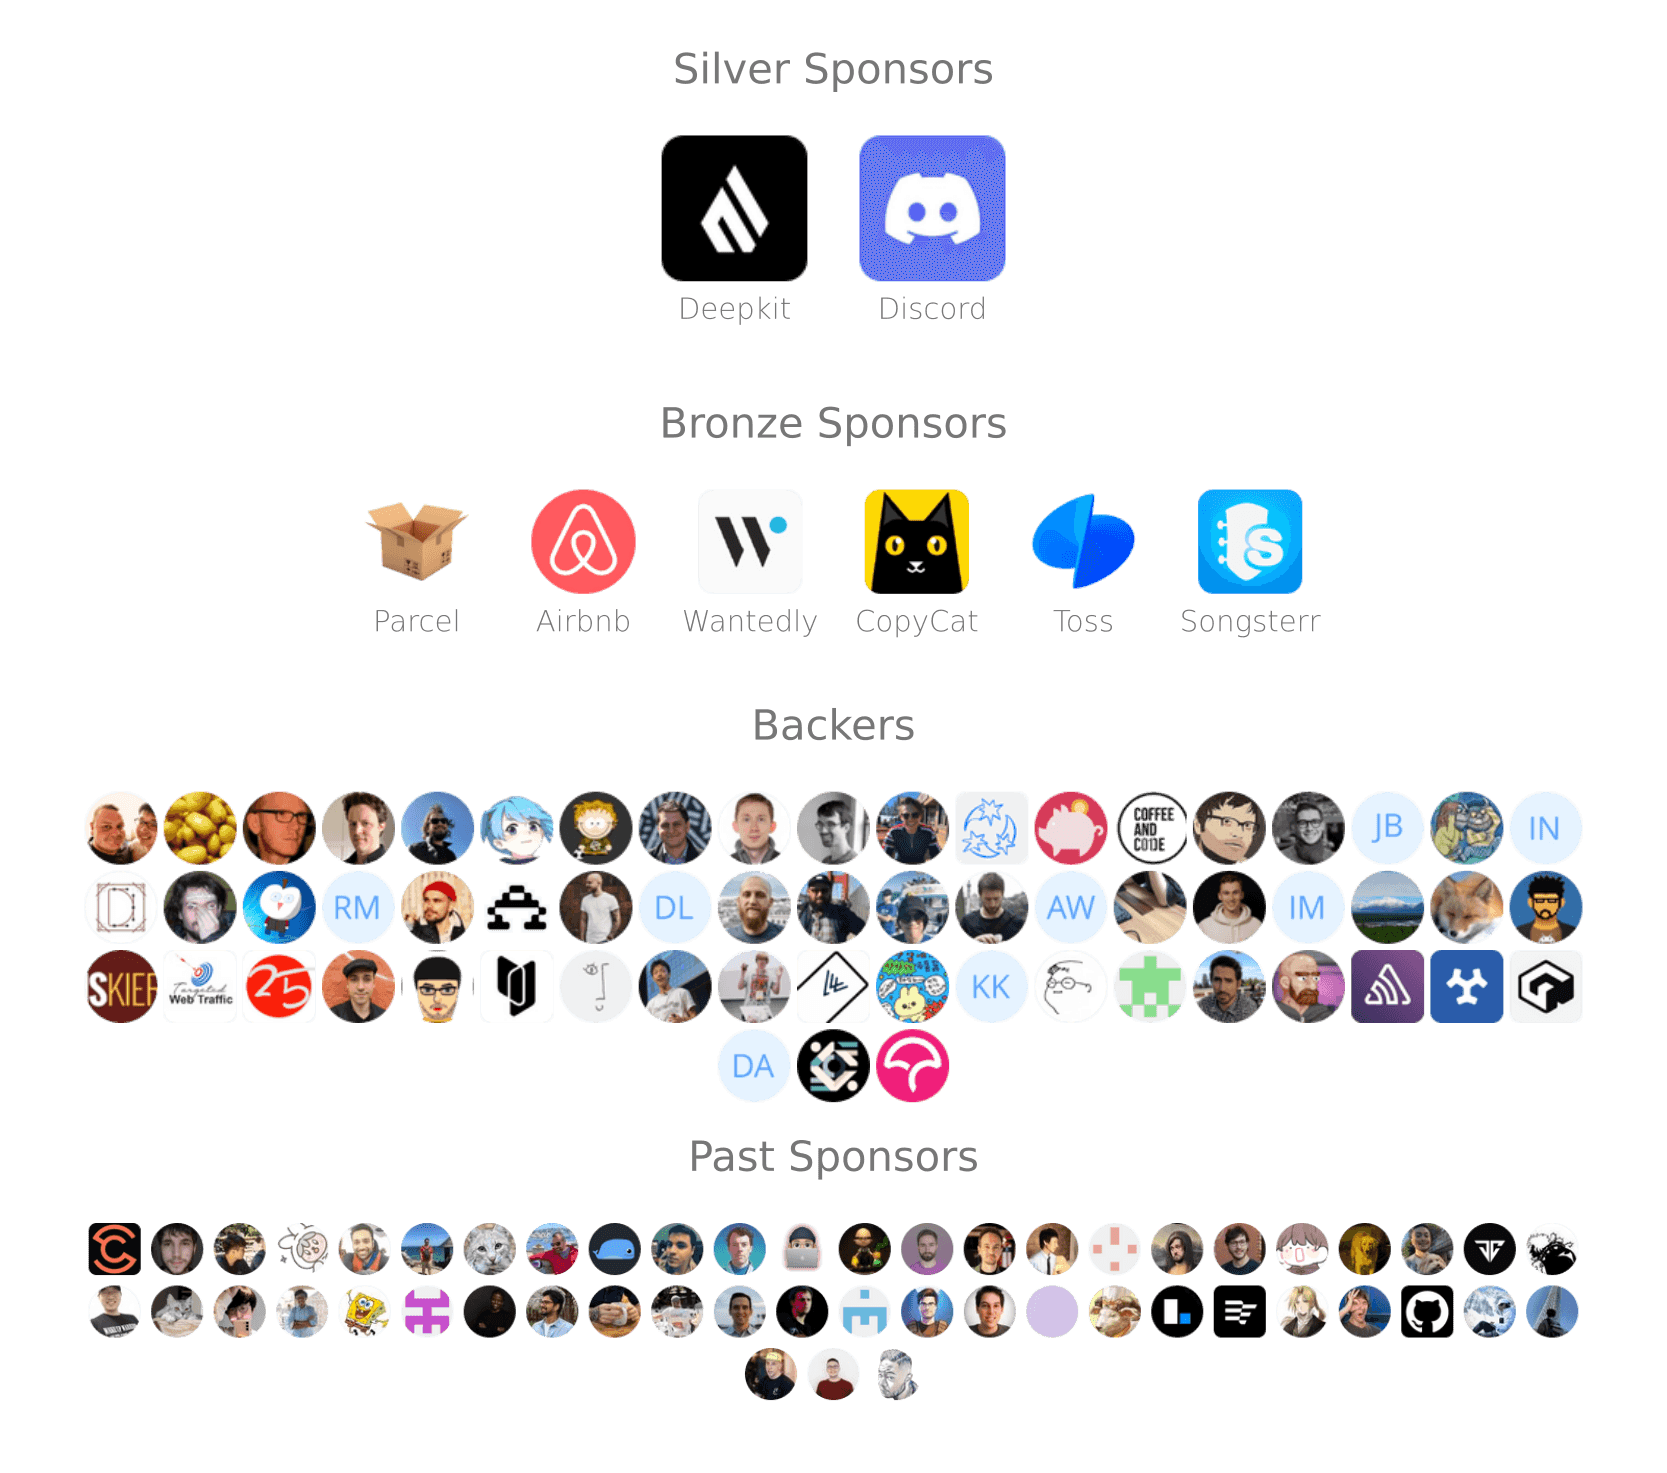 Silver Sponsors
Deepkit Discord
Bronze Sponsors
Parcel Airbnb Wantedly CopyCat Toss Songsterr
Backers
COFFEE
AND
CODE
JB IN
RM DL AW IM
SKIEF
Targeted
Web Traffic
25
KK
DA
Past Sponsors